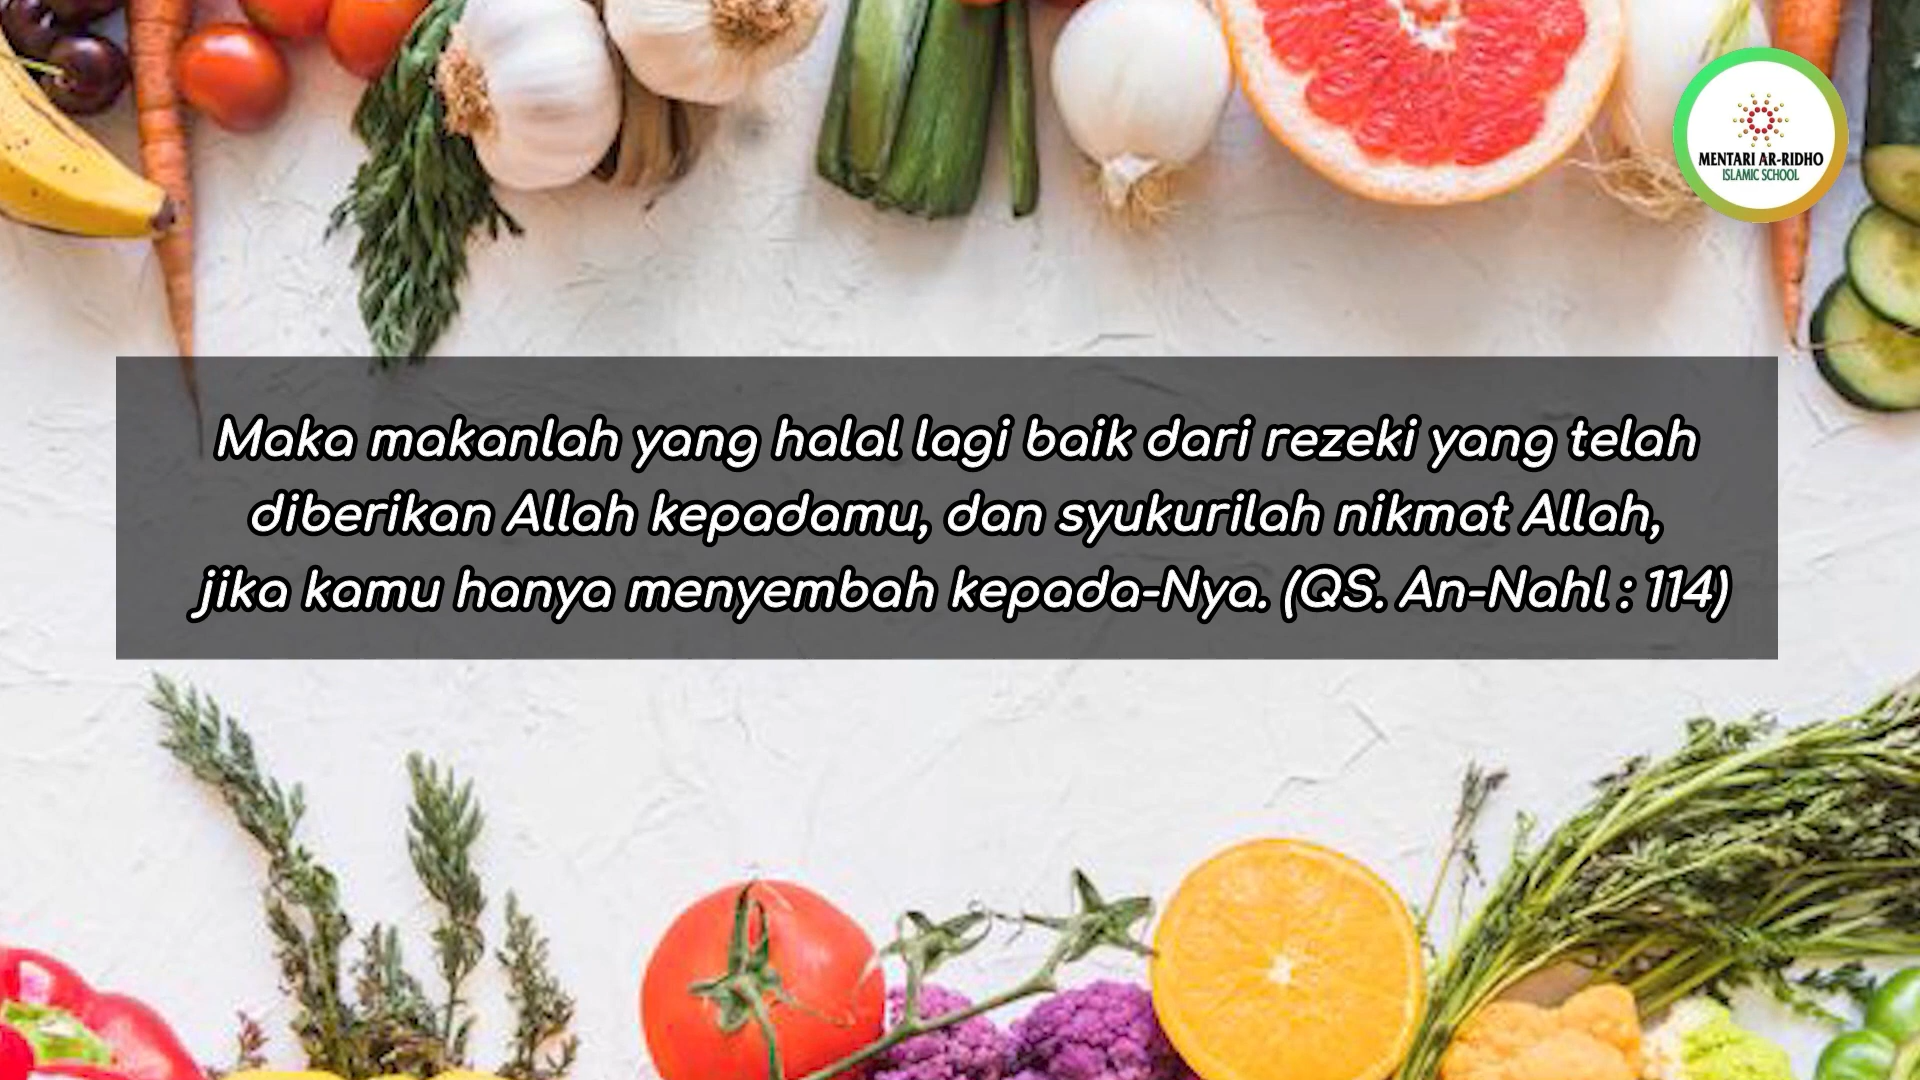 MENTARI AR-RIDHO
ISLAMIC SCHOOL
Maka makanlah yang halal lagi baik dari rezeki yang telah
diberikan Allah kepadamu, dan syukurilah nikmat Allah,
jika kamu hanya menyembah kepada-Nya. (QS. An-Nahl : 114)